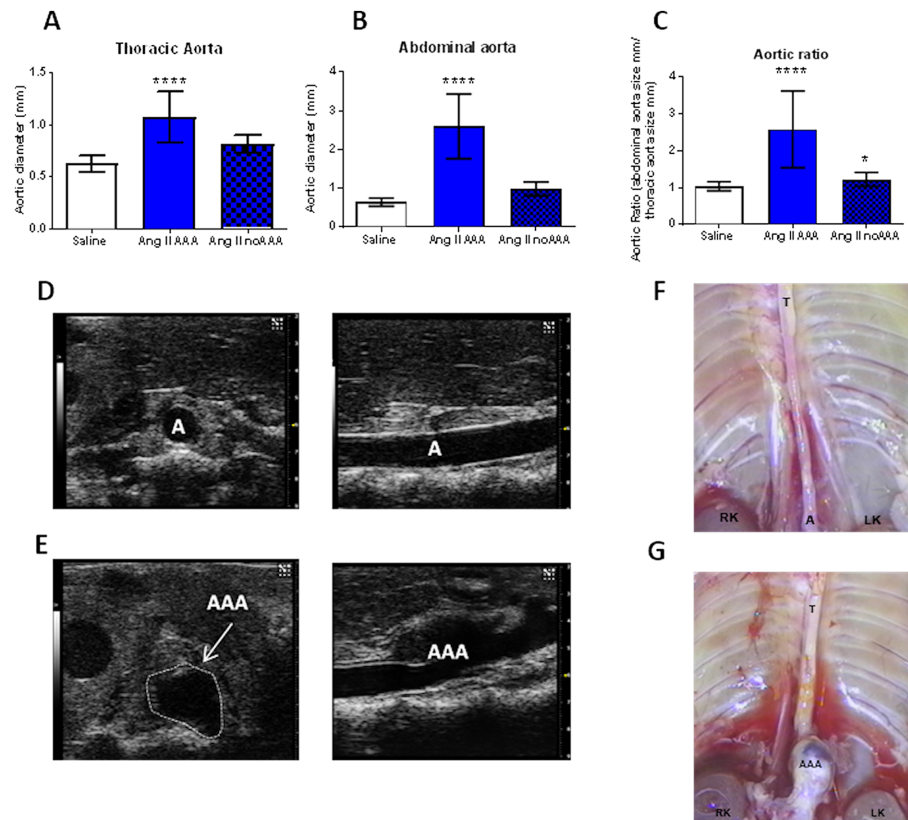 A
Thoracic Aorta
Aortic diameter (mm)
1.5
1.0
0.5
0.0
****
Saline
Ang II AAA
Ang II noAAA
B
Abdominal aorta
Aortic diameter (mm)
4
3
2
1
0
****
Saline
Ang II AAA
Ang II noAAA
C
Aortic ratio
Aortic Ratio (abdominal aorta size mm/
thoracic aorta size mm)
4
3
2
1
0
****
*
Saline
Ang II AAA
Ang II noAAA
D
A
A
E
AAA
AAA
F
T
RK
A
LK
G
T
AAA
RK
LK